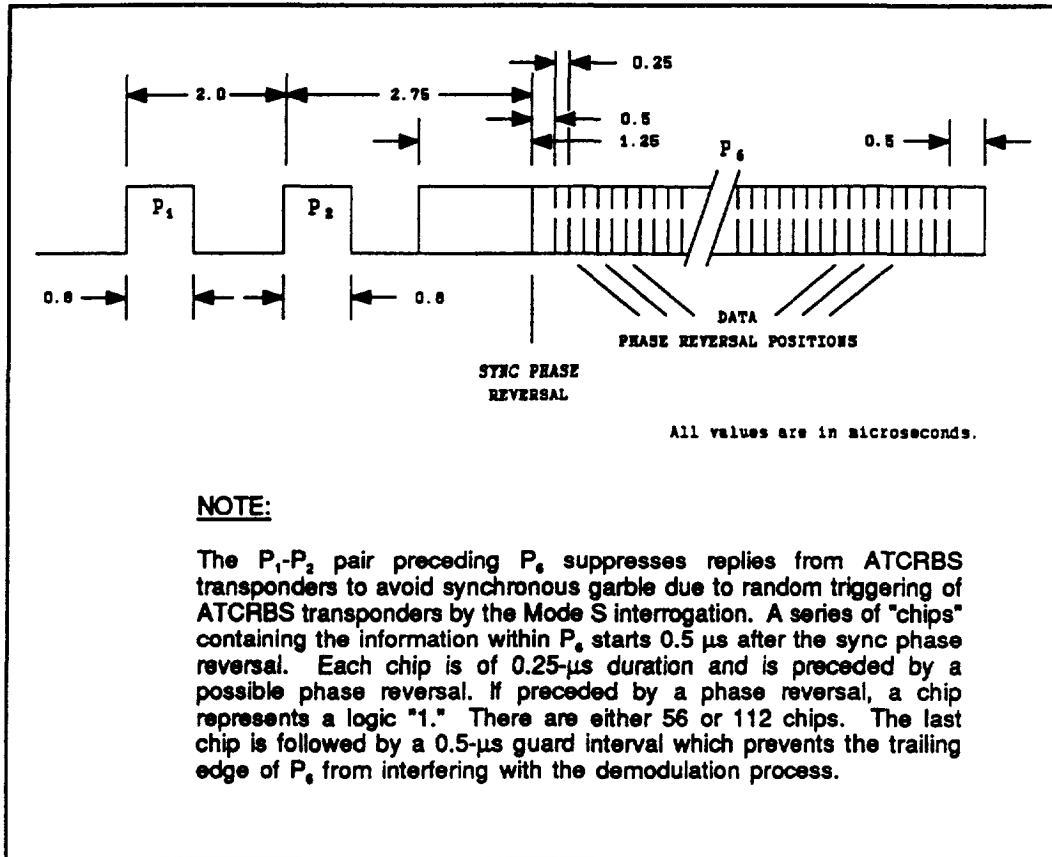 0.25
2.0
2.75
0.5
1.25
P₆
0.5
P₁
P₂
0.8
0.8
DATA
PHASE REVERSAL POSITIONS
SYNC PHASE
REVERSAL
All values are in microseconds.
NOTE:
The P₁-P₂ pair preceding P₆ suppresses replies from ATCRBS
transponders to avoid synchronous garble due to random triggering of
ATCRBS transponders by the Mode S interrogation. A series of "chips"
containing the information within P₆ starts 0.5 µs after the sync phase
reversal. Each chip is of 0.25-µs duration and is preceded by a
possible phase reversal. If preceded by a phase reversal, a chip
represents a logic "1." There are either 56 or 112 chips. The last
chip is followed by a 0.5-µs guard interval which prevents the trailing
edge of P₆ from interfering with the demodulation process.